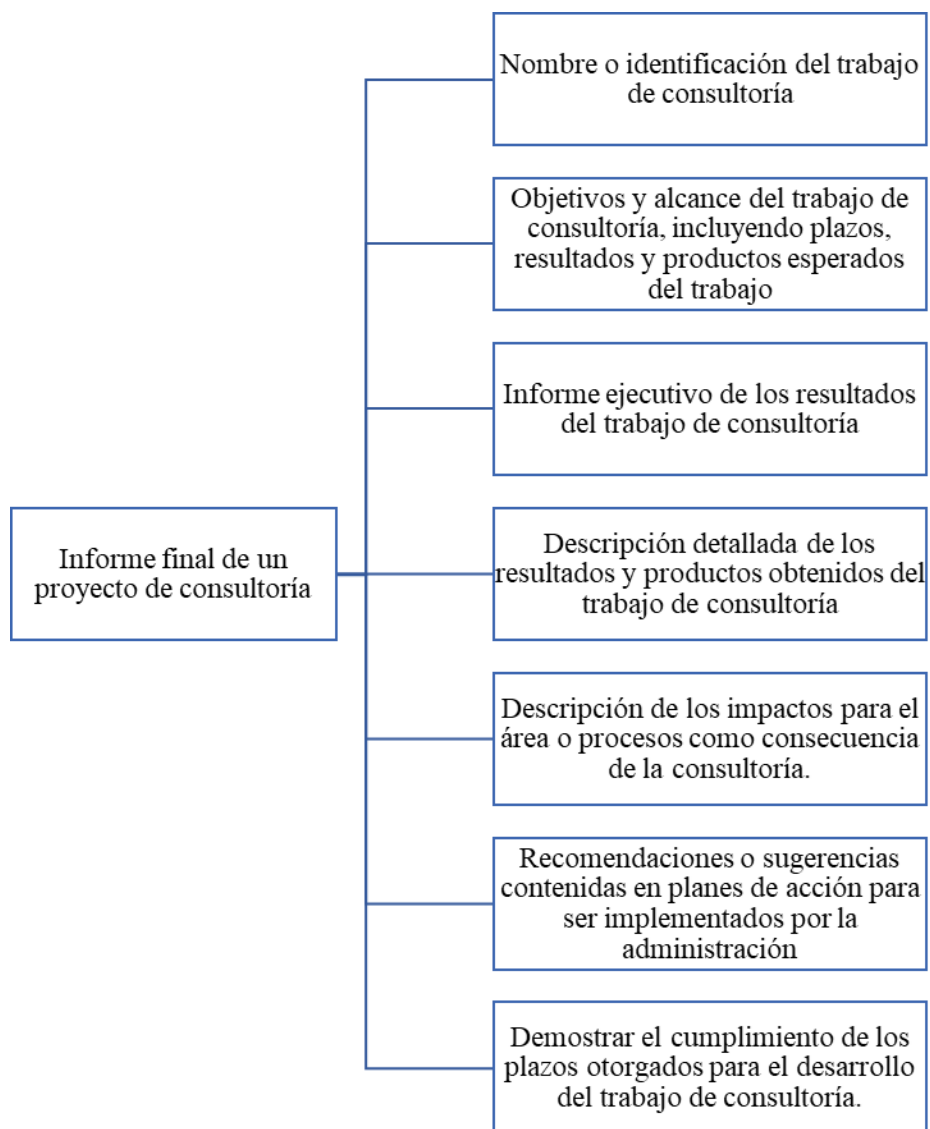 Nombre o identificación del trabajo
de consultoría
Objetivos y alcance del trabajo de
consultoría, incluyendo plazos,
resultados y productos esperados
del trabajo
Informe ejecutivo de los resultados
del trabajo de consultoría
Informe final de un
proyecto de consultoría
Descripción detallada de los
resultados y productos obtenidos del
trabajo de consultoría
Descripción de los impactos para el
área o procesos como consecuencia
de la consultoría.
Recomendaciones o sugerencias
contenidas en planes de acción para
ser implementados por la
administración
Demostrar el cumplimiento de los
plazos otorgados para el desarrollo
del trabajo de consultoría.